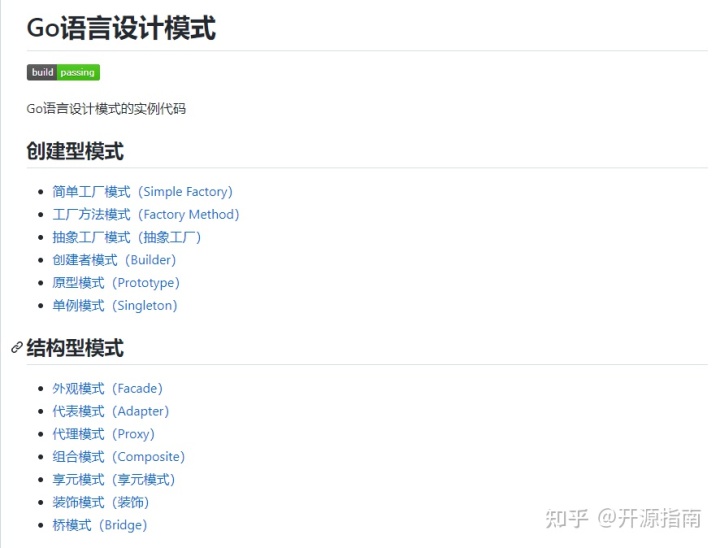 Go语言设计模式
build passing
Go语言设计模式的实例代码
创建型模式
简单工厂模式（Simple Factory）
工厂方法模式（Factory Method）
抽象工厂模式（抽象工厂）
创建者模式（Builder）
原型模式（Prototype）
单例模式（Singleton）
结构型模式
外观模式（Facade）
代表模式（Adapter）
代理模式（Proxy）
组合模式（Composite）
享元模式（享元模式）
装饰模式（装饰）
桥模式（Bridge）
知乎 @开源指南